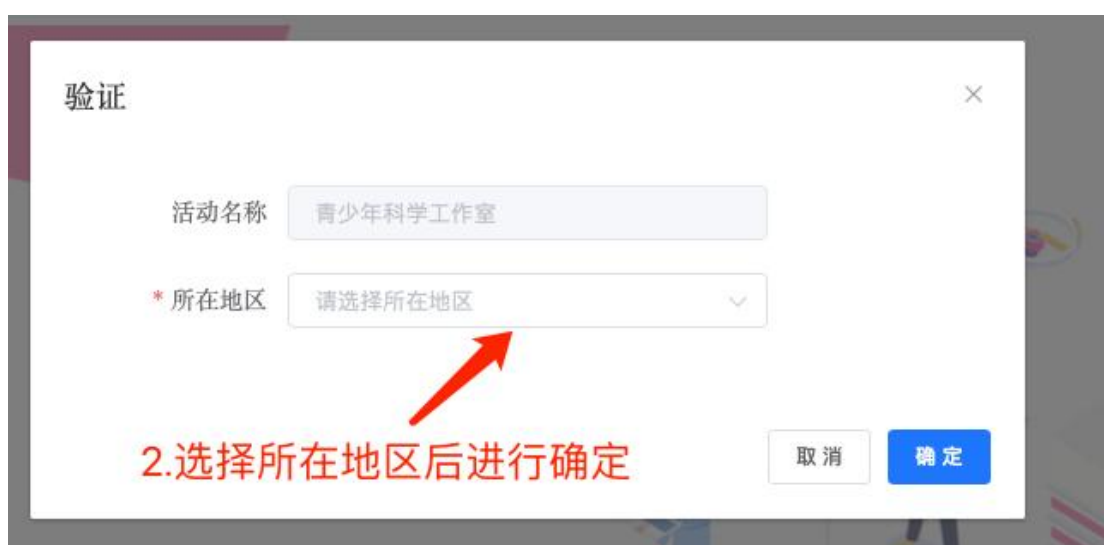 验证
活动名称 青少年科学工作室
* 所在地区 请选择所在地区
2.选择所在地区后进行确定
取消 确定